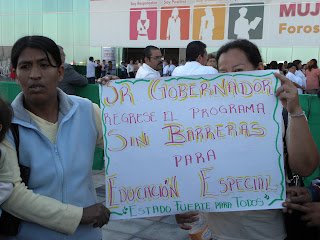 MUJ
Foros
SR GOBERNADOR
REGRESE EL PROGRAMA
SIN BARRERAS
PARA
EDUCACIÓN ESPECIAL
"ESTADO FUERTE PARA TODOS"